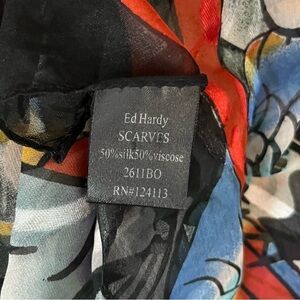 Ed Hardy
SCARVES
50%silk50%viscose
2611BO
RN#124113